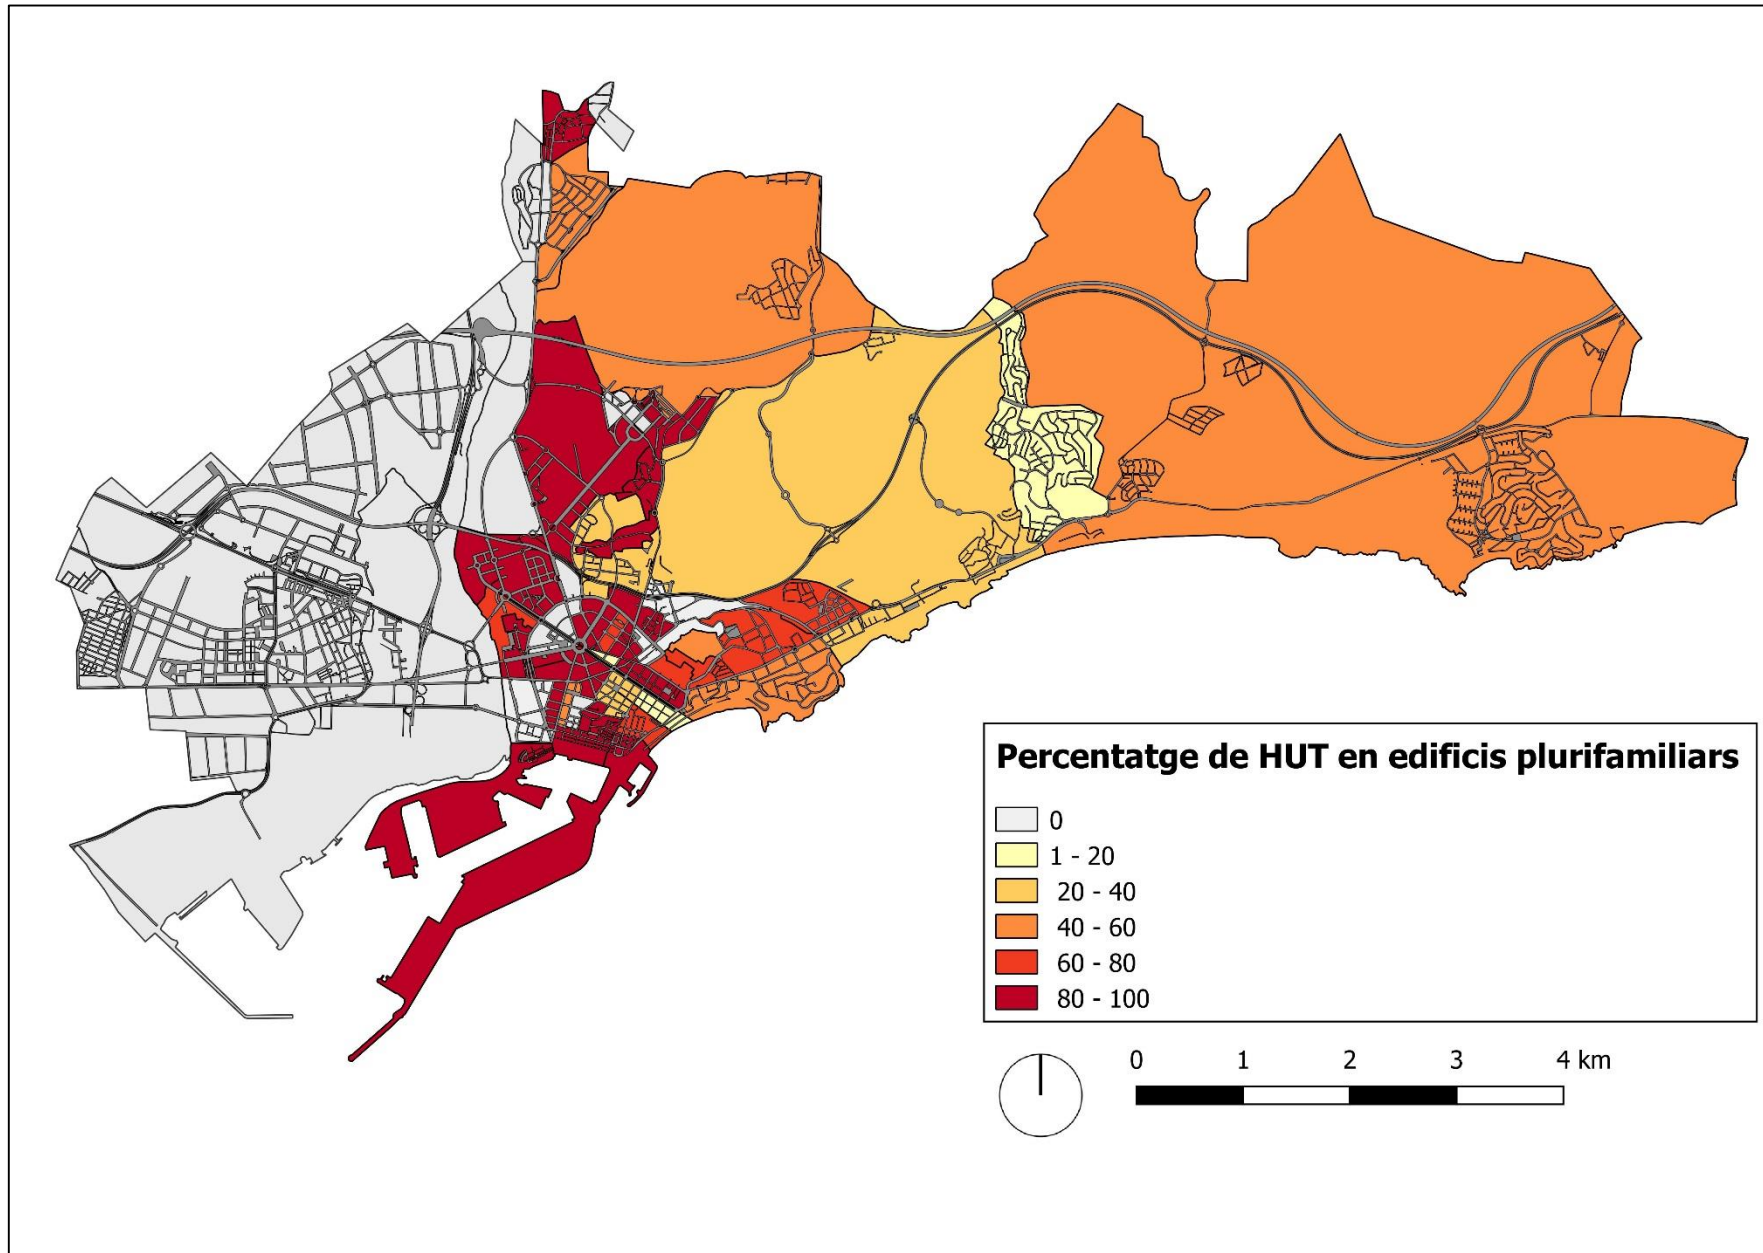 Percentatge de HUT en edificis plurifamiliars
0
1 - 20
20 - 40
40 - 60
60 - 80
80 - 100
0 1 2 3 4 km